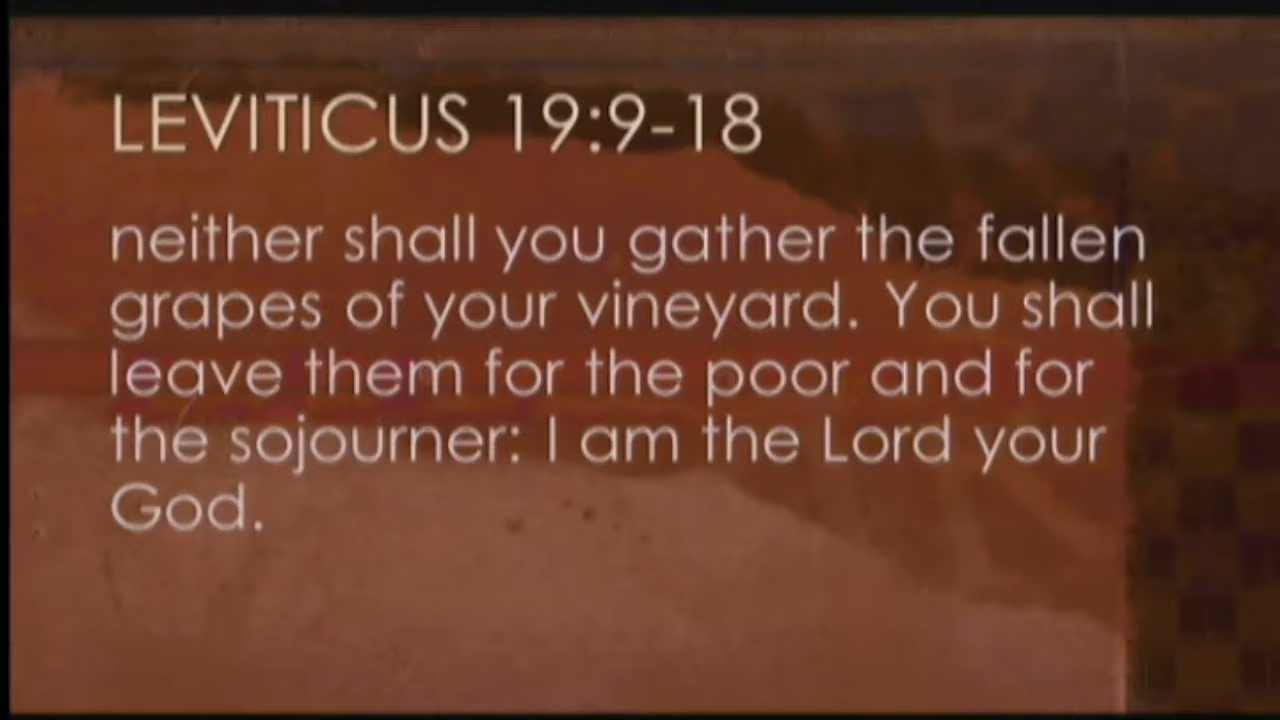 LEVITICUS 19:9-18
neither shall you gather the fallen
grapes of your vineyard. You shall
leave them for the poor and for
the sojourner: I am the Lord your
God.